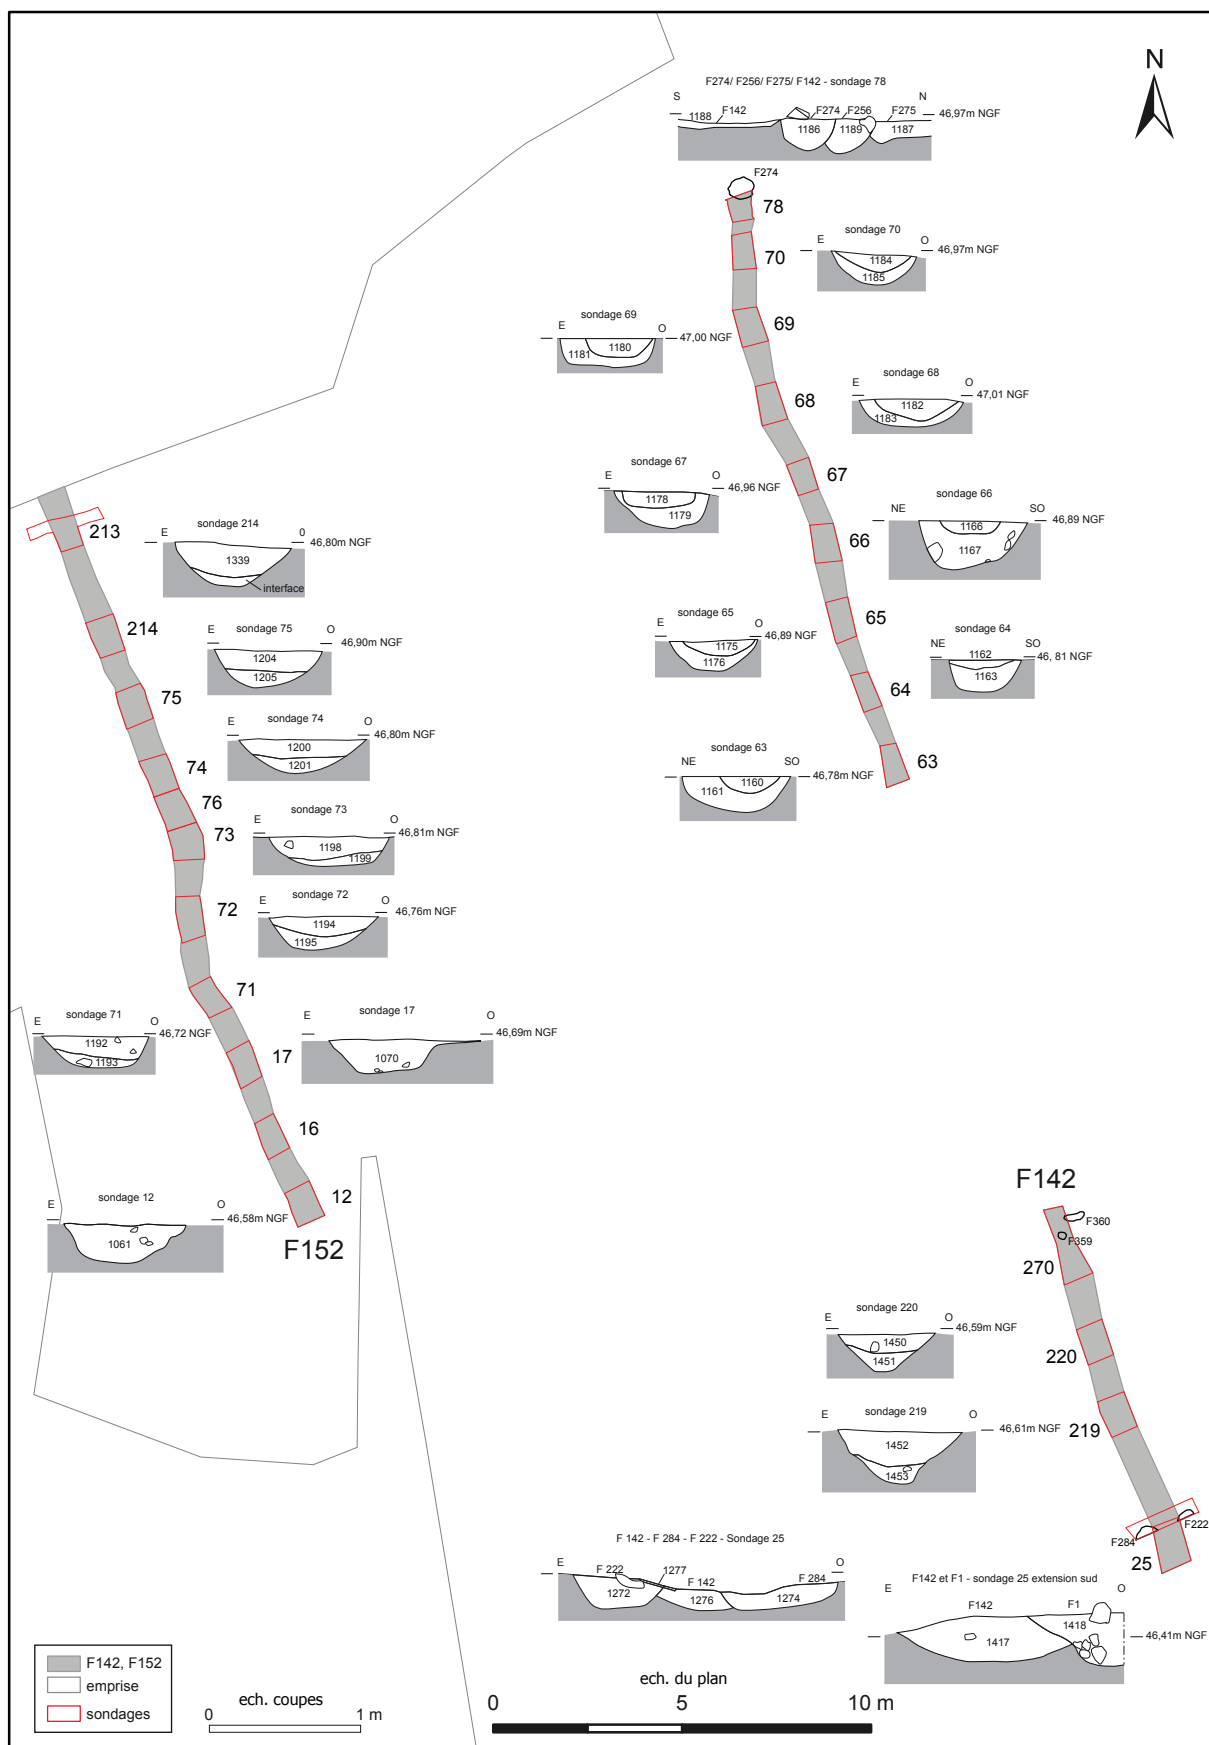 N
F274/ F256/ F275/ F142 - sondage 78
S
N
1188
F142
F274
F256
F275
46,97m NGF
1186
1189
1187
F274
78
70
sondage 70
E
O
46,97m NGF
1184
1185
69
sondage 69
E
O
47,00 NGF
1180
1181
68
sondage 68
E
O
47,01 NGF
1182
1183
67
sondage 67
E
O
46,96 NGF
1178
1179
66
sondage 66
NE
SO
46,89 NGF
1166
1167
65
sondage 65
E
O
46,89 NGF
1175
1176
64
sondage 64
NE
SO
1162
46, 81 NGF
1163
63
sondage 63
NE
SO
46,78m NGF
1160
1161
213
sondage 214
E
0
46,80m NGF
1339
interface
214
sondage 75
E
O
46,90m NGF
1204
1205
75
sondage 74
E
O
46,80m NGF
1200
1201
74
76
73
sondage 73
E
O
46,81m NGF
1198
1199
72
sondage 72
E
O
46,76m NGF
1194
1195
71
sondage 71
E
O
46,72 NGF
1192
1193
sondage 17
E
O
46,69m NGF
1070
17
16
12
sondage 12
E
O
46,58m NGF
1061
F152
F142
F360
F359
270
sondage 220
E
O
46,59m NGF
1450
1451
220
sondage 219
E
O
46,61m NGF
1452
1453
219
F222
F284
25
F 142 - F 284 - F 222 - Sondage 25
E
O
F 222
1277
F 142
F 284
1272
1276
1274
F142 et F1 - sondage 25 extension sud
E
O
F142
F1
1418
1417
46,41m NGF
F142, F152
emprise
sondages
ech. coupes
0
1 m
ech. du plan
0
5
10 m